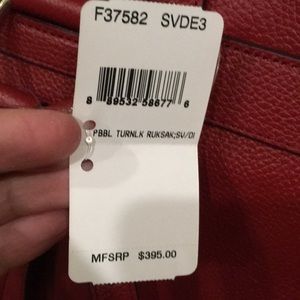 F37582 SVDE3
8 89532 58677 6
PBBL TURNLK RUKSAK;SV/DI
MFSRP $395.00